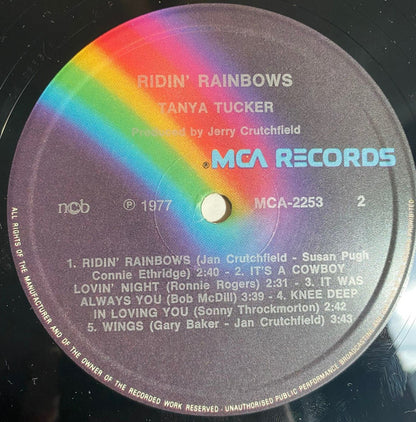 RIDIN' RAINBOWS
TANYA TUCKER
Produced by Jerry Crutchfield
® MCA RECORDS
ncb ℗ 1977 MCA-2253 2
1. RIDIN' RAINBOWS (Jan Crutchfield - Susan Pugh
Connie Ethridge) 2:40 - 2. IT'S A COWBOY
LOVIN' NIGHT (Ronnie Rogers) 2:31 - 3. IT WAS
ALWAYS YOU (Bob McDill) 3:39 - 4. KNEE DEEP
IN LOVING YOU (Sonny Throckmorton) 2:42
5. WINGS (Gary Baker - Jan Crutchfield) 3:43
ALL RIGHTS OF THE MANUFACTURER AND OF THE OWNER OF THE RECORDED WORK RESERVED · UNAUTHORISED PUBLIC PERFORMANCE BROADCASTING